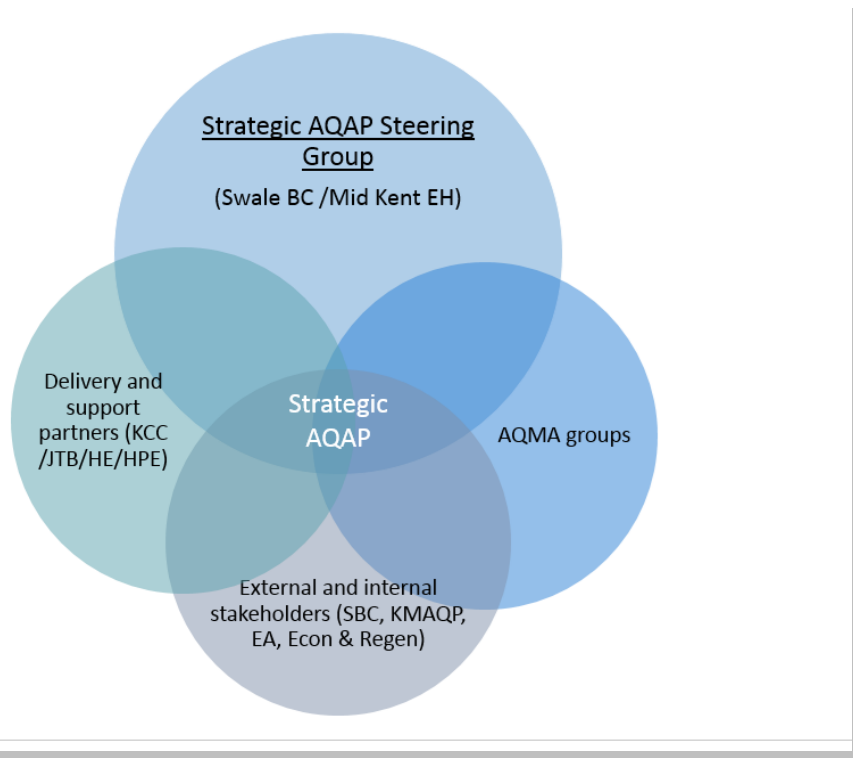 Strategic AQAP Steering
Group
(Swale BC /Mid Kent EH)
Delivery and
support
partners (KCC
/JTB/HE/HPE)
Strategic
AQAP
AQMA groups
External and internal
stakeholders (SBC, KMAQP,
EA, Econ & Regen)